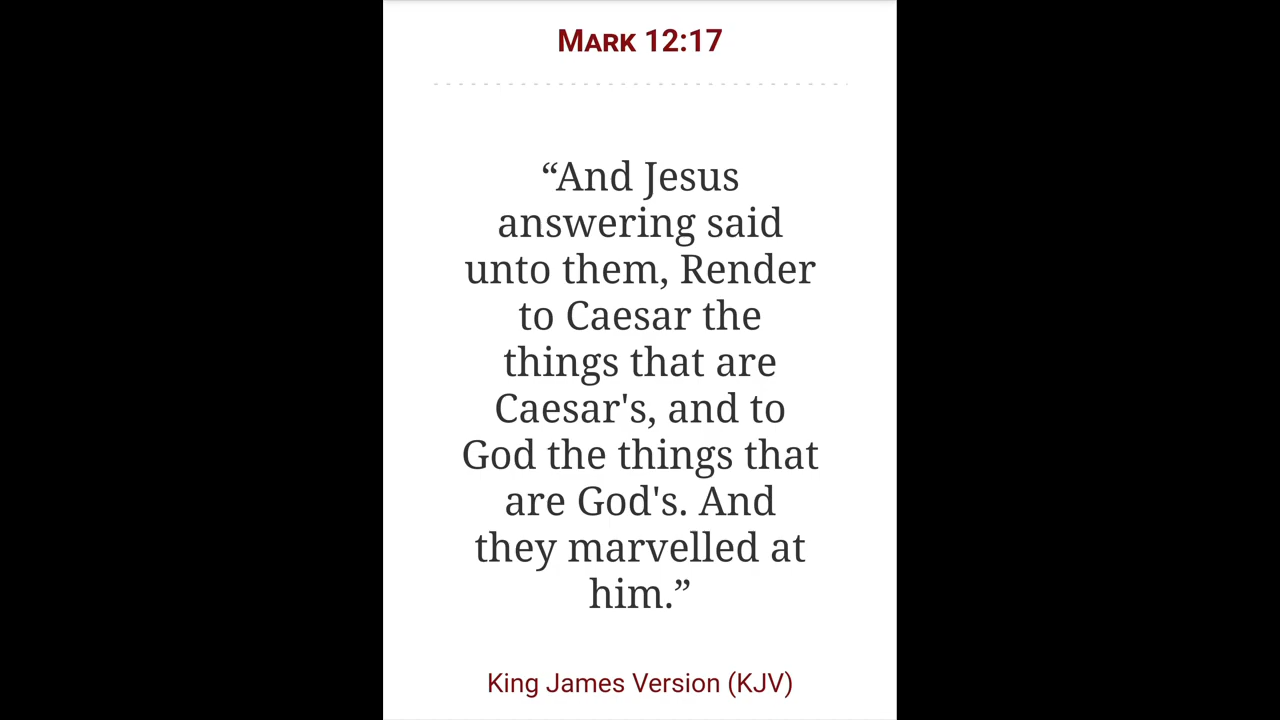 Mark 12:17
“And Jesus
answering said
unto them, Render
to Caesar the
things that are
Caesar's, and to
God the things that
are God's. And
they marvelled at
him.”
King James Version (KJV)